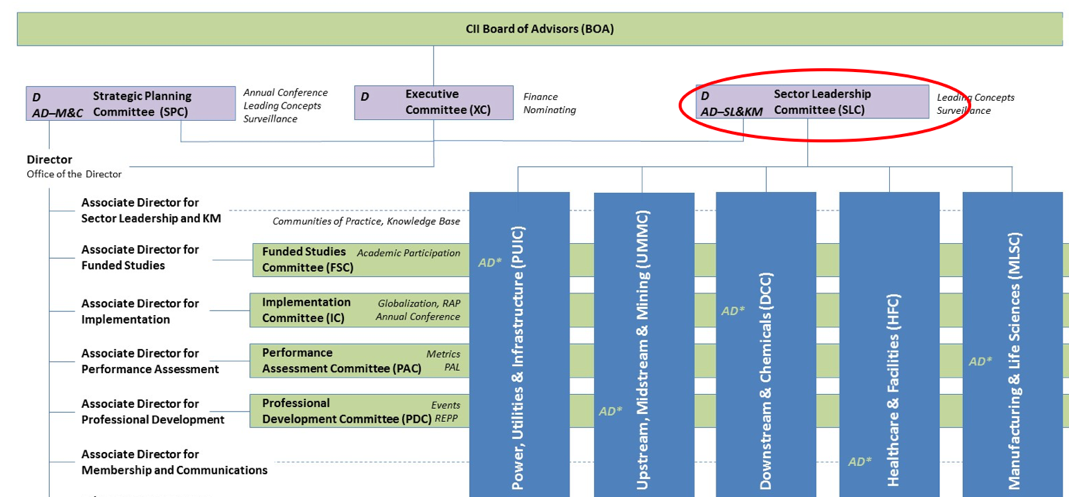 CII Board of Advisors (BOA)
D Strategic Planning
AD–M&C Committee (SPC)
Annual Conference
Leading Concepts
Surveillance
D Executive
Committee (XC)
Finance
Nominating
D Sector Leadership
AD–SL&KM Committee (SLC)
Leading Concepts
Surveillance
Director
Office of the Director
Associate Director for
Sector Leadership and KM
Communities of Practice, Knowledge Base
Associate Director for
Funded Studies
Funded Studies Academic Participation
Committee (FSC)
Associate Director for
Implementation
Implementation Globalization, RAP
Committee (IC) Annual Conference
Associate Director for
Performance Assessment
Performance Metrics
Assessment Committee (PAC) PAL
Associate Director for
Professional Development
Professional Events
Development Committee (PDC) REPP
Associate Director for
Membership and Communications
Power, Utilities & Infrastructure (PUIC)
AD*
Upstream, Midstream & Mining (UMMC)
AD*
Downstream & Chemicals (DCC)
AD*
Healthcare & Facilities (HFC)
AD*
Manufacturing & Life Sciences (MLSC)
AD*